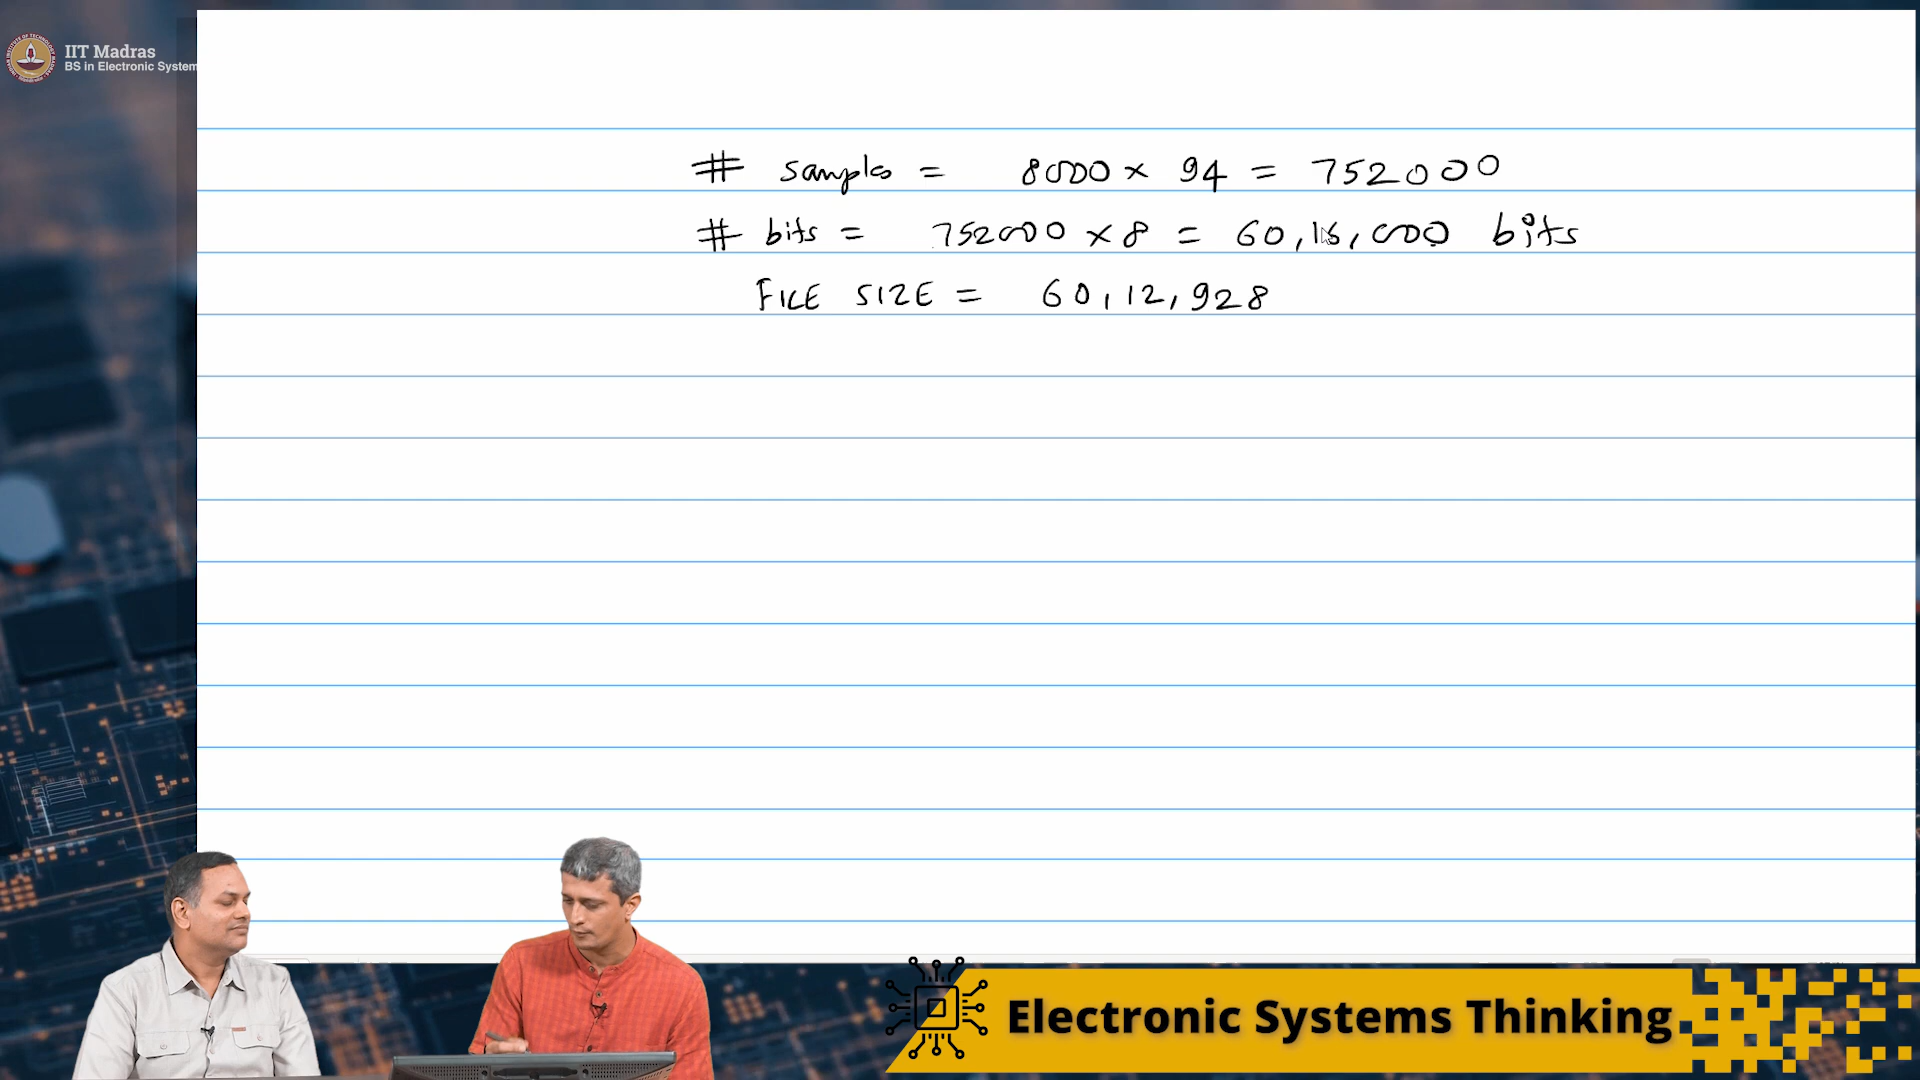 IIT Madras
BS in Electronic System
# samples = 8000 × 94 = 752000
# bits = 752000 × 8 = 60,16,000 bits
FILE SIZE = 60,12,928
Electronic Systems Thinking